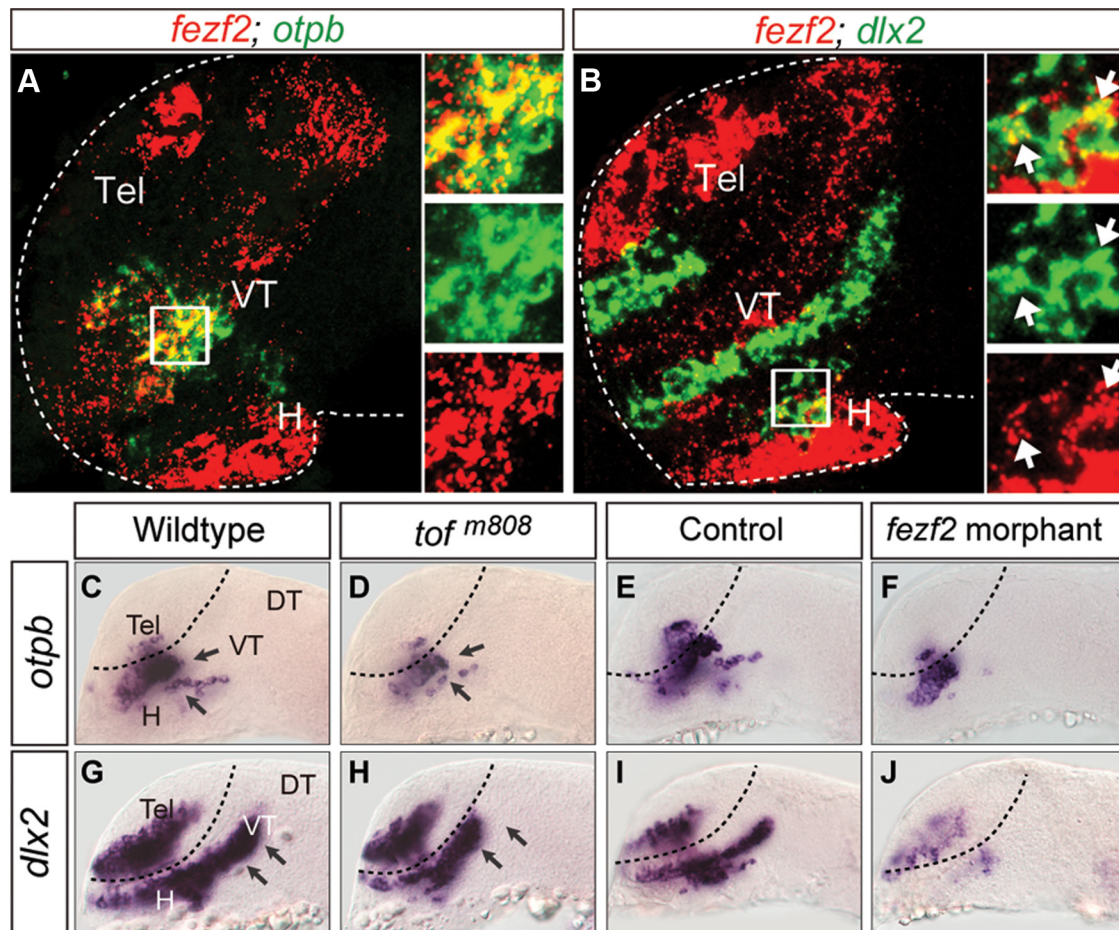 fezf2; otpb
fezf2; dlx2
A
Tel
VT
H
B
Tel
VT
H
Wildtype
tof m808
Control
fezf2 morphant
otpb
C
Tel
DT
VT
H
D
E
F
dlx2
G
Tel
DT
VT
H
H
I
J